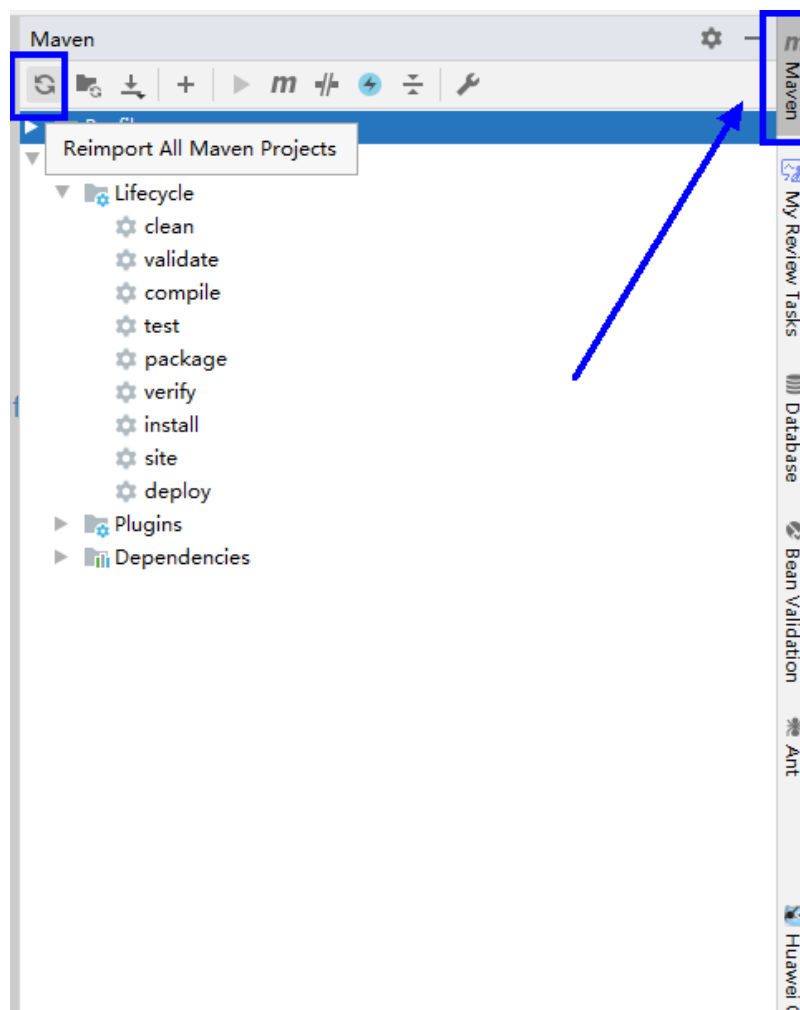 Maven
m
Reimport All Maven Projects
Lifecycle
clean
validate
compile
test
package
verify
install
site
deploy
Plugins
Dependencies
Maven
My Review Tasks
Database
Bean Validation
Ant
Huawei